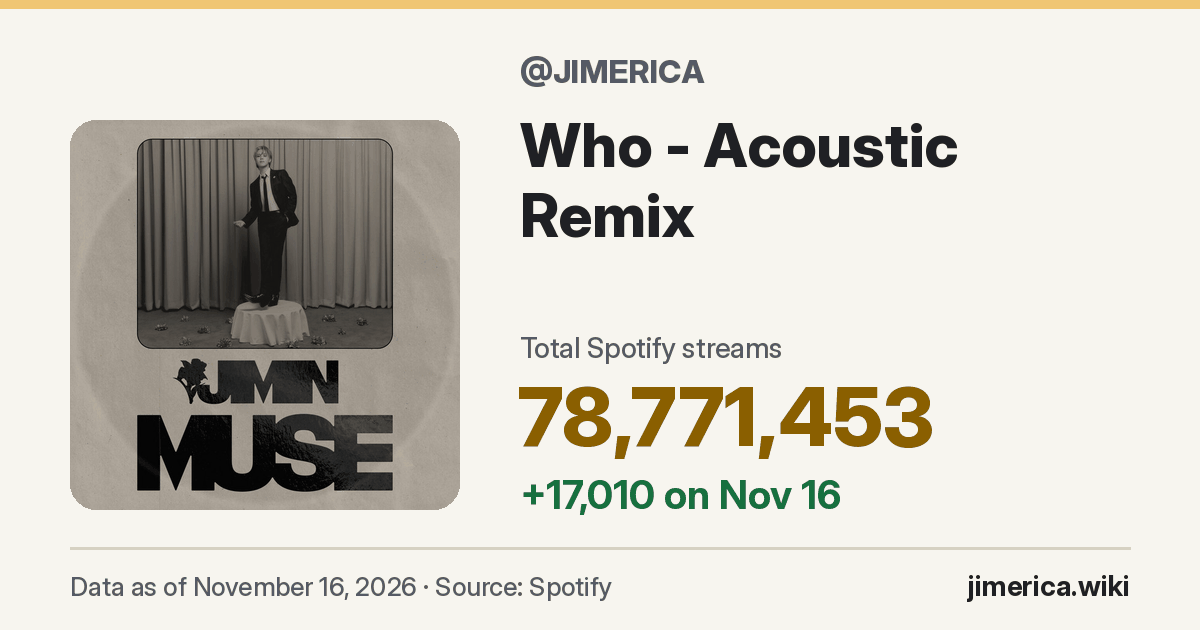 @JIMERICA
Who - Acoustic
Remix
JMN
MUSE
Total Spotify streams
78,771,453
+17,010 on Nov 16
Data as of November 16, 2026 · Source: Spotify
jimerica.wiki